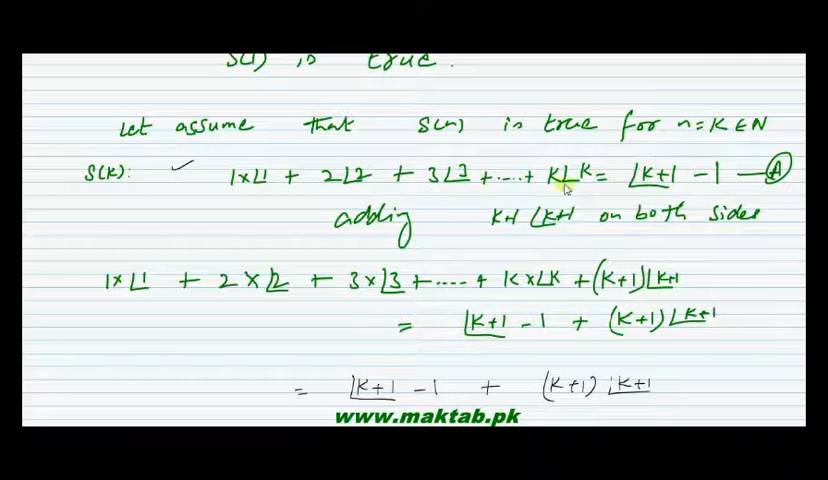 S(1) is true.
Let assume that S(n) is true for n=K∈N
S(K): ✓ 1×⌊1 + 2⌊2 + 3⌊3 +....+ K⌊K = ⌊K+1 -1 —Ⓐ
adding K+1 ⌊K+1 on both sides
1×⌊1 + 2×⌊2 + 3×⌊3 +....+ K×⌊K +(K+1)⌊K+1
= ⌊K+1 -1 + (K+1)⌊K+1
= ⌊K+1 -1 + (K+1) ⌊K+1
www.maktab.pk